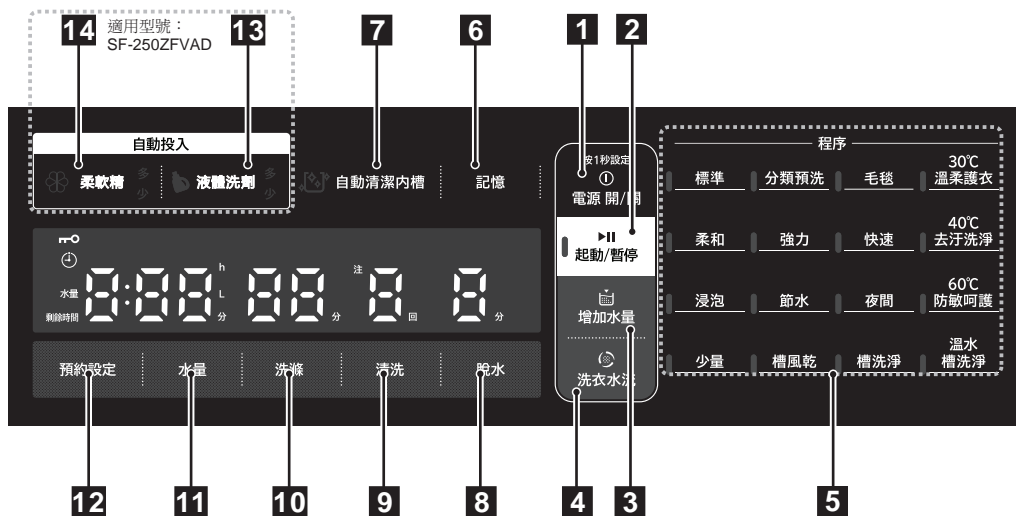 適用型號：
SF-250ZFVAD
14
13
7
6
1
2
自動投入
柔軟精
多
少
液體洗劑
多
少
自動清潔內槽
記憶
按1秒設定
電源 開/關
起動/暫停
增加水量
洗衣水流
程序
標準
分類預洗
毛毯
30℃
溫柔護衣
柔和
強力
快速
40℃
去汙洗淨
浸泡
節水
夜間
60℃
防敏呵護
少量
槽風乾
槽洗淨
溫水
槽洗淨
水量
剩餘時間
8:88
h
L
分
88
分
注
8
回
8
分
預約設定
水量
洗滌
清洗
脫水
12
11
10
9
8
4
3
5